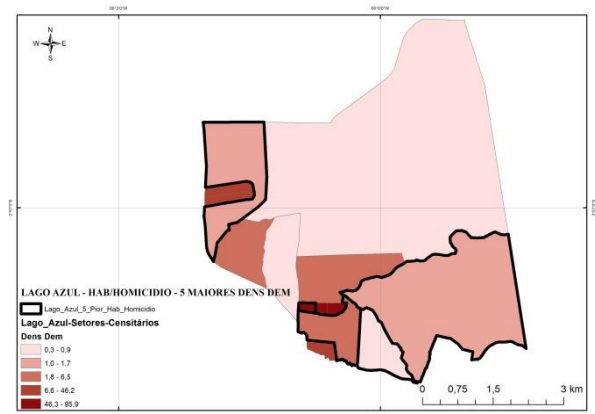 N
W E
S
LAGO AZUL - HAB/HOMICIDIO - 5 MAIORES DENS DEM
Lago_Azul_5_Pior_Hab_Homicidio
Lago_Azul-Setores-Censitários
Dens Dem
0,3 - 0,9
1,0 - 1,7
1,8 - 6,5
6,6 - 46,2
46,3 - 95,9
0 0,75 1,5 3 km